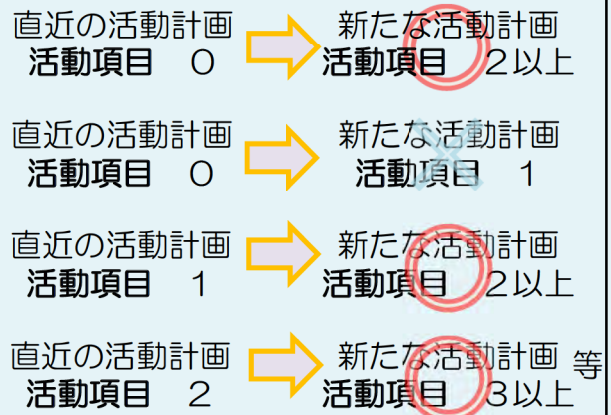 直近の活動計画 新たな活動計画
活動項目 0 活動項目 2以上
直近の活動計画 新たな活動計画
活動項目 0 活動項目 1
直近の活動計画 新たな活動計画
活動項目 1 活動項目 2以上
直近の活動計画 新たな活動計画 等
活動項目 2 活動項目 3以上